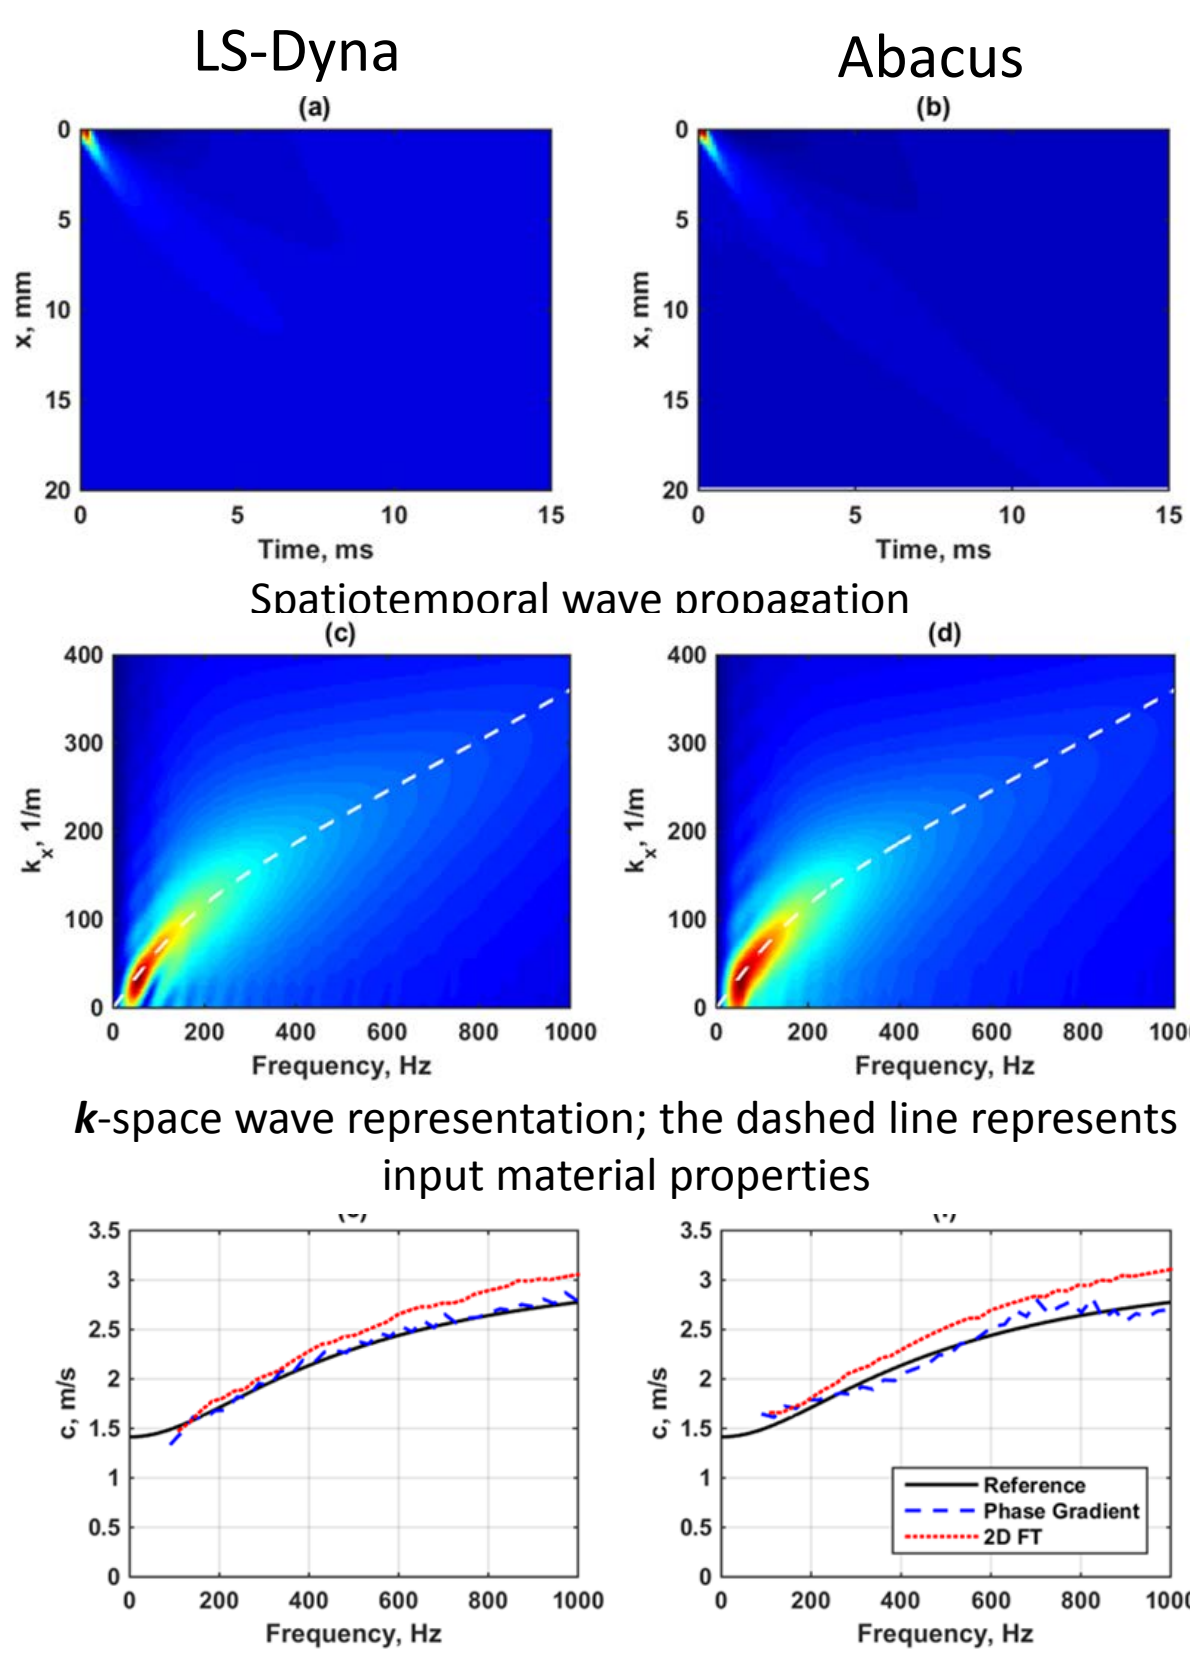 LS-Dyna
Abacus
(a)
(b)
0
5
10
15
20
x, mm
0 5 10 15
Time, ms
0
5
10
15
20
x, mm
0 5 10 15
Time, ms
Spatiotemporal wave propagation
(c)
(d)
400
300
200
100
0
kx, 1/m
0 200 400 600 800 1000
Frequency, Hz
400
300
200
100
0
kx, 1/m
0 200 400 600 800 100
Frequency, Hz
k-space wave representation; the dashed line represents
input material properties
3.5
3
2.5
2
1.5
1
0.5
0
c, m/s
0 200 400 600 800 1000
Frequency, Hz
3.5
3
2.5
2
1.5
1
0.5
0
c, m/s
Reference
Phase Gradient
2D FT
0 200 400 600 800 1000
Frequency, Hz